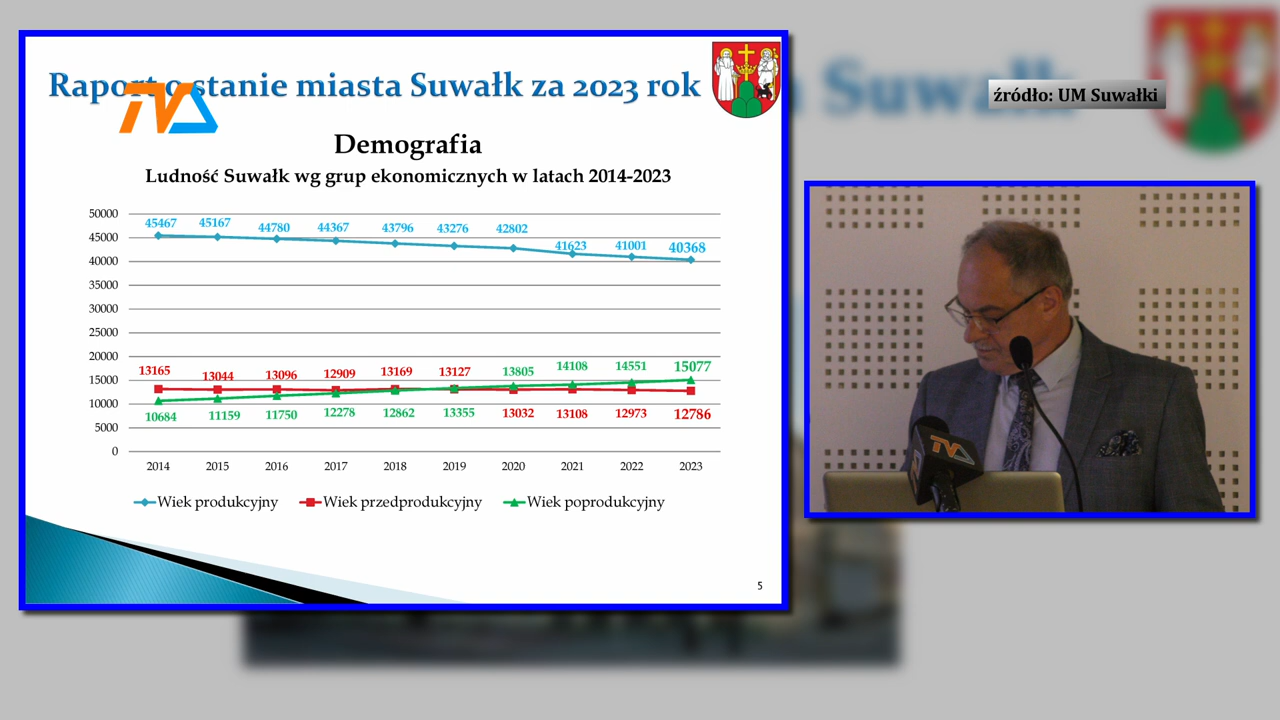 Raport o stanie miasta Suwałk za 2023 rok
TVA
Demografia
Ludność Suwałk wg grup ekonomicznych w latach 2014-2023
50000
45000
40000
35000
30000
25000
20000
15000
10000
5000
0
45467 45167 44780 44367 43796 43276 42802 41623 41001 40368
13165 13044 13096 12909 13169 13127 13805 14108 14551 15077
10684 11159 11750 12278 12862 13355 13032 13108 12973 12786
2014 2015 2016 2017 2018 2019 2020 2021 2022 2023
Wiek produkcyjny Wiek przedprodukcyjny Wiek poprodukcyjny
5
Suwałk
źródło: UM Suwałki
TVA